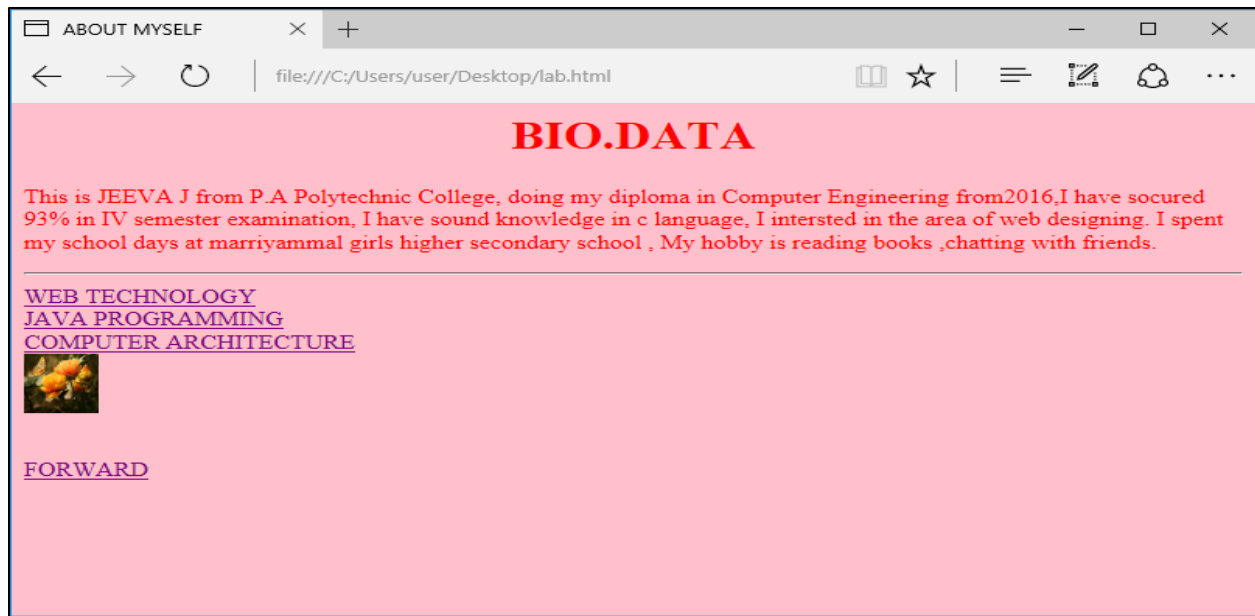 ABOUT MYSELF
file:///C:/Users/user/Desktop/lab.html
BIO.DATA
This is JEEVA J from P.A Polytechnic College, doing my diploma in Computer Engineering from2016,I have socured
93% in IV semester examination, I have sound knowledge in c language, I intersted in the area of web designing. I spent
my school days at marriyammal girls higher secondary school , My hobby is reading books ,chatting with friends.
WEB TECHNOLOGY
JAVA PROGRAMMING
COMPUTER ARCHITECTURE
FORWARD